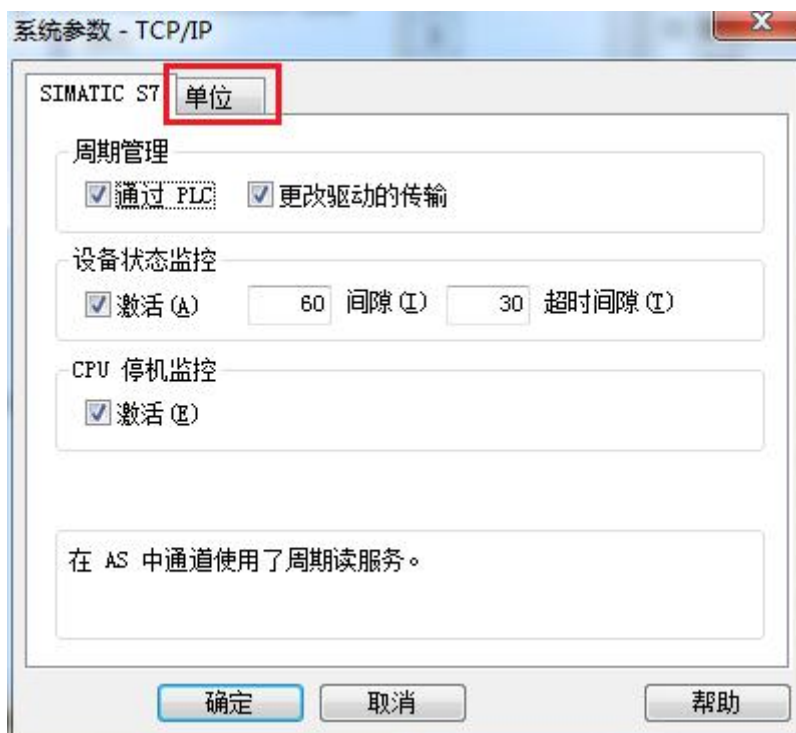 系统参数 - TCP/IP
SIMATIC S7 单位
周期管理
通过 PLC 更改驱动的传输
设备状态监控
激活(A) 60 间隙(I) 30 超时间隙(T)
CPU 停机监控
激活(E)
在 AS 中通道使用了周期读服务。
确定 取消 帮助